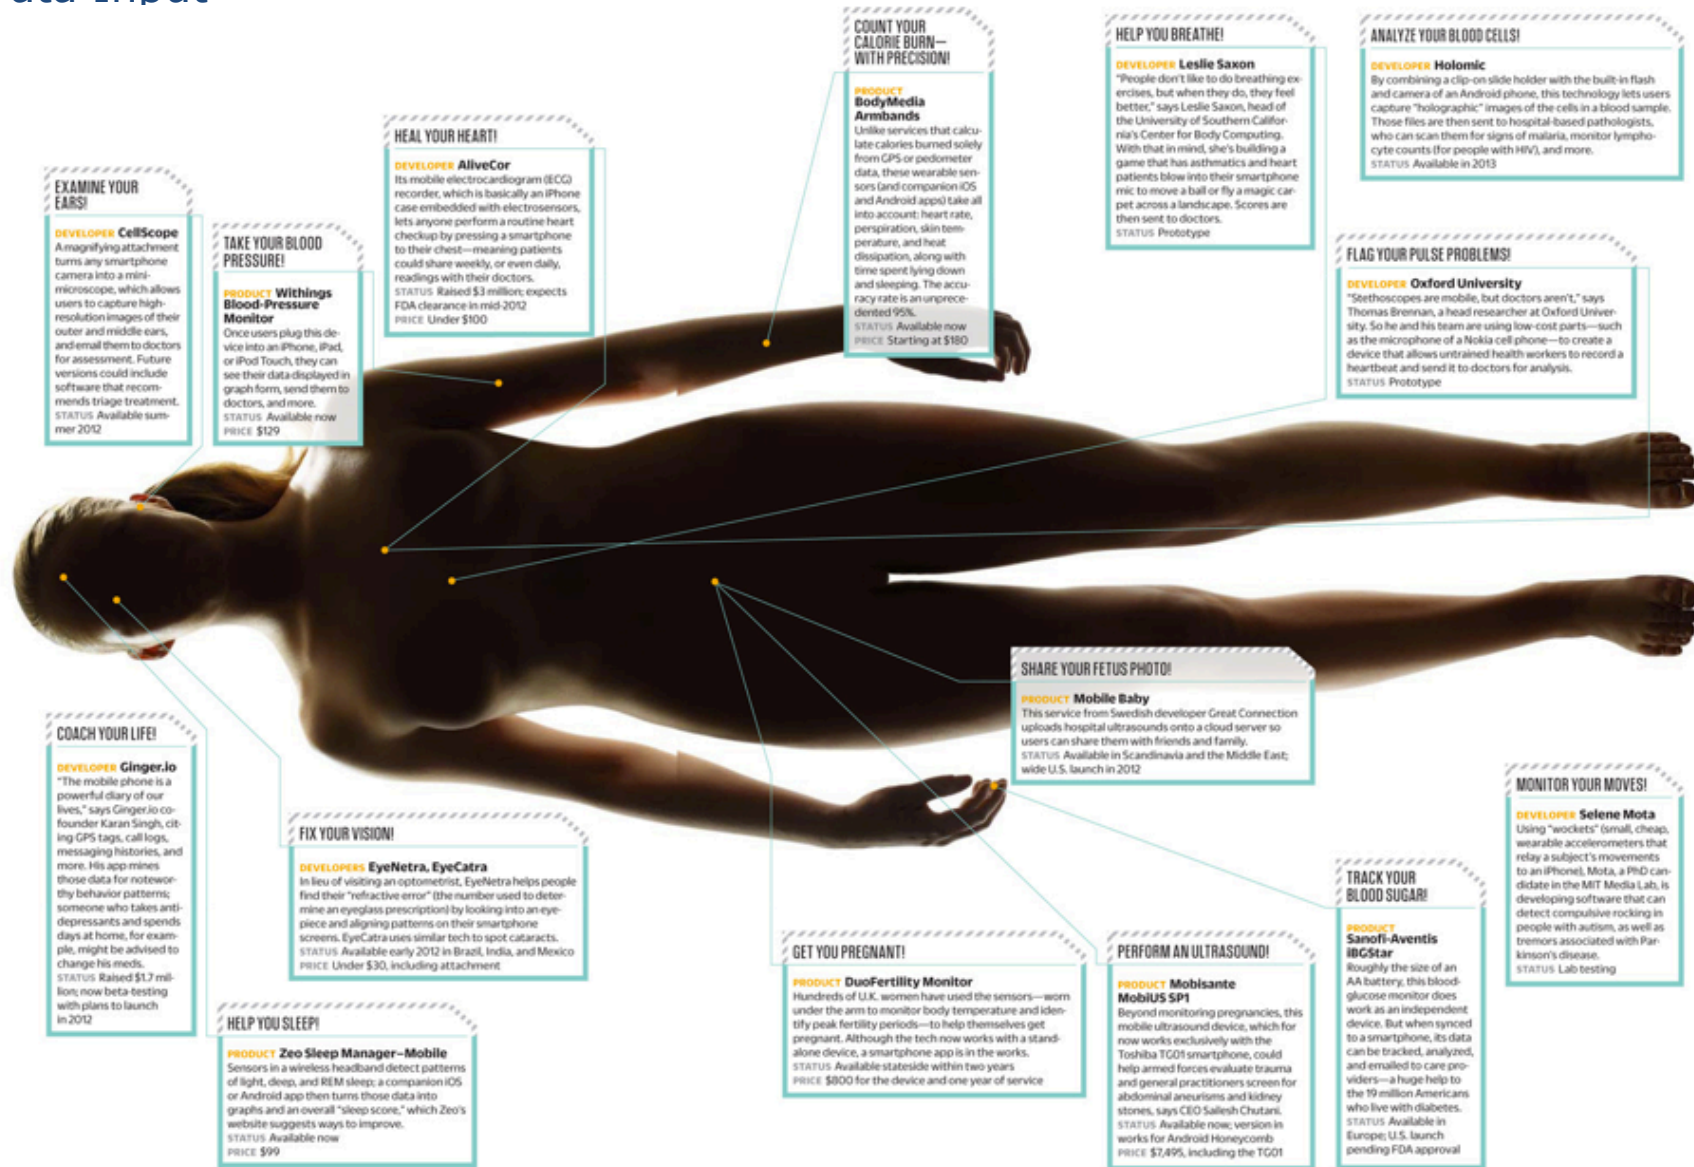 ata Input
EXAMINE YOUR
EARS!
DEVELOPER CellScope
A magnifying attachment
turns any smartphone
camera into a mini-
microscope, which allows
users to capture high-
resolution images of their
outer and middle ears,
and email them to doctors
for assessment. Future
versions could include
software that recom-
mends triage treatment.
STATUS Available sum-
mer 2012
TAKE YOUR BLOOD
PRESSURE!
PRODUCT Withings
Blood-Pressure
Monitor
Once users plug this de-
vice into an iPhone, iPad,
or iPod Touch, they can
see their data displayed in
graph form, send them to
doctors, and more.
STATUS Available now
PRICE $129
HEAL YOUR HEART!
DEVELOPER AliveCor
Its mobile electrocardiogram (ECG)
recorder, which is basically an iPhone
case embedded with electrosensors,
lets anyone perform a routine heart
checkup by pressing a smartphone
to their chest—meaning patients
could share weekly, or even daily,
readings with their doctors.
STATUS Raised $3 million; expects
FDA clearance in mid-2012
PRICE Under $100
COUNT YOUR
CALORIE BURN—
WITH PRECISION!
PRODUCT
BodyMedia
Armbands
Unlike services that calcu-
late calories burned solely
from GPS or pedometer
data, these wearable sen-
sors (and companion iOS
and Android apps) take all
into account: heart rate,
perspiration, skin tem-
perature, and heat
dissipation, along with
time spent lying down
and sleeping. The accu-
racy rate is an unprece-
dented 95%.
STATUS Available now
PRICE Starting at $180
HELP YOU BREATHE!
DEVELOPER Leslie Saxon
"People don't like to do breathing ex-
ercises, but when they do, they feel
better," says Leslie Saxon, head of
the University of Southern Califor-
nia's Center for Body Computing.
With that in mind, she's building a
game that has asthmatics and heart
patients blow into their smartphone
mic to move a ball or fly a magic car-
pet across a landscape. Scores are
then sent to doctors.
STATUS Prototype
ANALYZE YOUR BLOOD CELLS!
DEVELOPER Holomic
By combining a clip-on slide holder with the built-in flash
and camera of an Android phone, this technology lets users
capture "holographic" images of the cells in a blood sample.
Those files are then sent to hospital-based pathologists,
who can scan them for signs of malaria, monitor lympho-
cyte counts (for people with HIV), and more.
STATUS Available in 2013
FLAG YOUR PULSE PROBLEMS!
DEVELOPER Oxford University
"Stethoscopes are mobile, but doctors aren't," says
Thomas Brennan, a head researcher at Oxford Univer-
sity. So he and his team are using low-cost parts—such
as the microphone of a Nokia cell phone—to create a
device that allows untrained health workers to record a
heartbeat and send it to doctors for analysis.
STATUS Prototype
SHARE YOUR FETUS PHOTO!
PRODUCT Mobile Baby
This service from Swedish developer Great Connection
uploads hospital ultrasounds onto a cloud server so
users can share them with friends and family.
STATUS Available in Scandinavia and the Middle East;
wide U.S. launch in 2012
COACH YOUR LIFE!
DEVELOPER Ginger.io
"The mobile phone is a
powerful diary of our
lives," says Ginger.io co-
founder Karan Singh, cit-
ing GPS tags, call logs,
messaging histories, and
more. His app mines
those data for notewor-
thy behavior patterns;
someone who takes anti-
depressants and spends
days at home, for exam-
ple, might be advised to
change his meds.
STATUS Raised $1.7 mil-
lion; now beta-testing
with plans to launch
in 2012
FIX YOUR VISION!
DEVELOPERS EyeNetra, EyeCatra
In lieu of visiting an optometrist, EyeNetra helps people
find their "refractive error" (the number used to deter-
mine an eyeglass prescription) by looking into an eye-
piece and aligning patterns on their smartphone
screens. EyeCatra uses similar tech to spot cataracts.
STATUS Available early 2012 in Brazil, India, and Mexico
PRICE Under $30, including attachment
HELP YOU SLEEP!
PRODUCT Zeo Sleep Manager–Mobile
Sensors in a wireless headband detect patterns
of light, deep, and REM sleep; a companion iOS
or Android app then turns those data into
graphs and an overall "sleep score," which Zeo's
website suggests ways to improve.
STATUS Available now
PRICE $99
GET YOU PREGNANT!
PRODUCT DuoFertility Monitor
Hundreds of U.K. women have used the sensors—worn
under the arm to monitor body temperature and iden-
tify peak fertility periods—to help themselves get
pregnant. Although the tech now works with a stand-
alone device, a smartphone app is in the works.
STATUS Available stateside within two years
PRICE $800 for the device and one year of service
PERFORM AN ULTRASOUND!
PRODUCT Mobisante
MobiUS SP1
Beyond monitoring pregnancies, this
mobile ultrasound device, which for
now works exclusively with the
Toshiba TG01 smartphone, could
help armed forces evaluate trauma
and general practitioners screen for
abdominal aneurisms and kidney
stones, says CEO Sailesh Chutani.
STATUS Available now; version in
works for Android Honeycomb
PRICE $7,495, including the TG01
TRACK YOUR
BLOOD SUGAR!
PRODUCT
Sanofi-Aventis
iBGStar
Roughly the size of an
AA battery, this blood-
glucose monitor does
work as an independent
device. But when synced
to a smartphone, its data
can be tracked, analyzed,
and emailed to care pro-
viders—a huge help to
the 19 million Americans
who live with diabetes.
STATUS Available in
Europe; U.S. launch
pending FDA approval
MONITOR YOUR MOVES!
DEVELOPER Selene Mota
Using "wockets" (small, cheap,
wearable accelerometers that
relay a subject's movements
to an iPhone), Mota, a PhD can-
didate in the MIT Media Lab, is
developing software that can
detect compulsive rocking in
people with autism, as well as
tremors associated with Par-
kinson's disease.
STATUS Lab testing